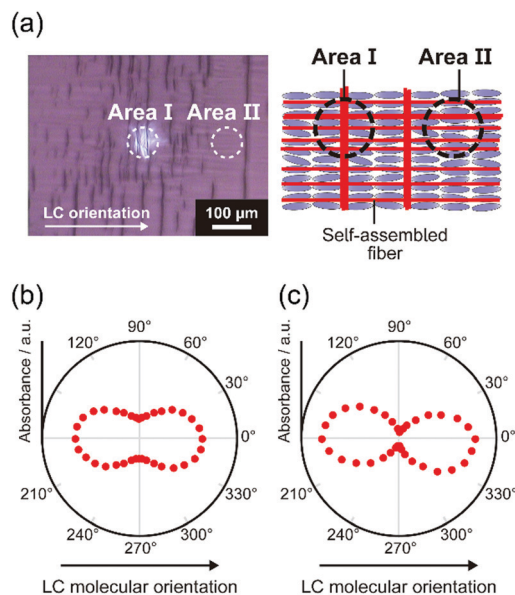 (a)
Area I
Area II
LC orientation
100 μm
Area I
Area II
Self-assembled
fiber
(b)
Absorbance / a.u.
90°
120°
60°
30°
0°
210°
330°
240°
300°
270°
LC molecular orientation
(c)
Absorbance / a.u.
90°
120°
60°
30°
0°
210°
330°
240°
300°
270°
LC molecular orientation